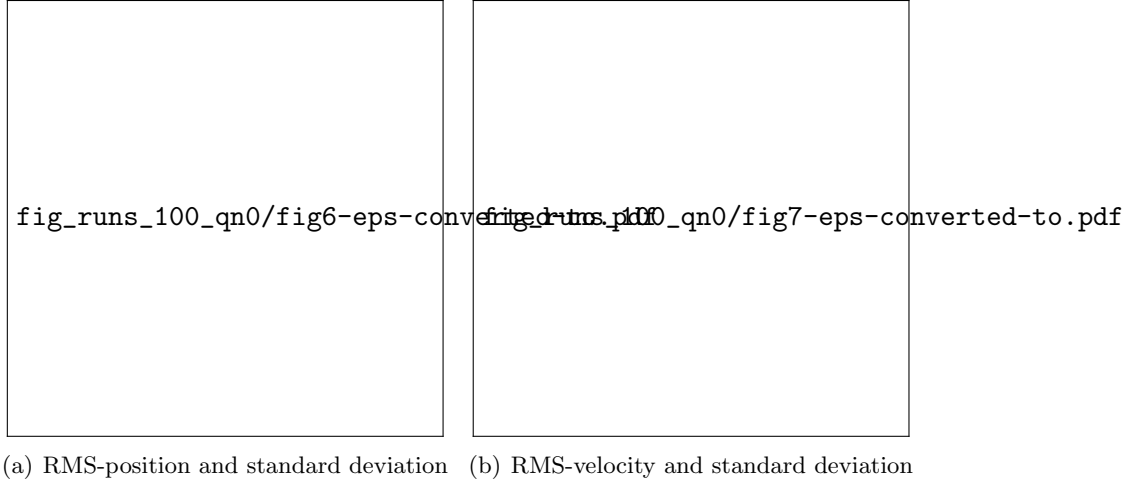 fig_runs_100_qn0/fig6-eps-converted-to.pdf
fig_runs_100_qn0/fig7-eps-converted-to.pdf
(a) RMS-position and standard deviation
(b) RMS-velocity and standard deviation